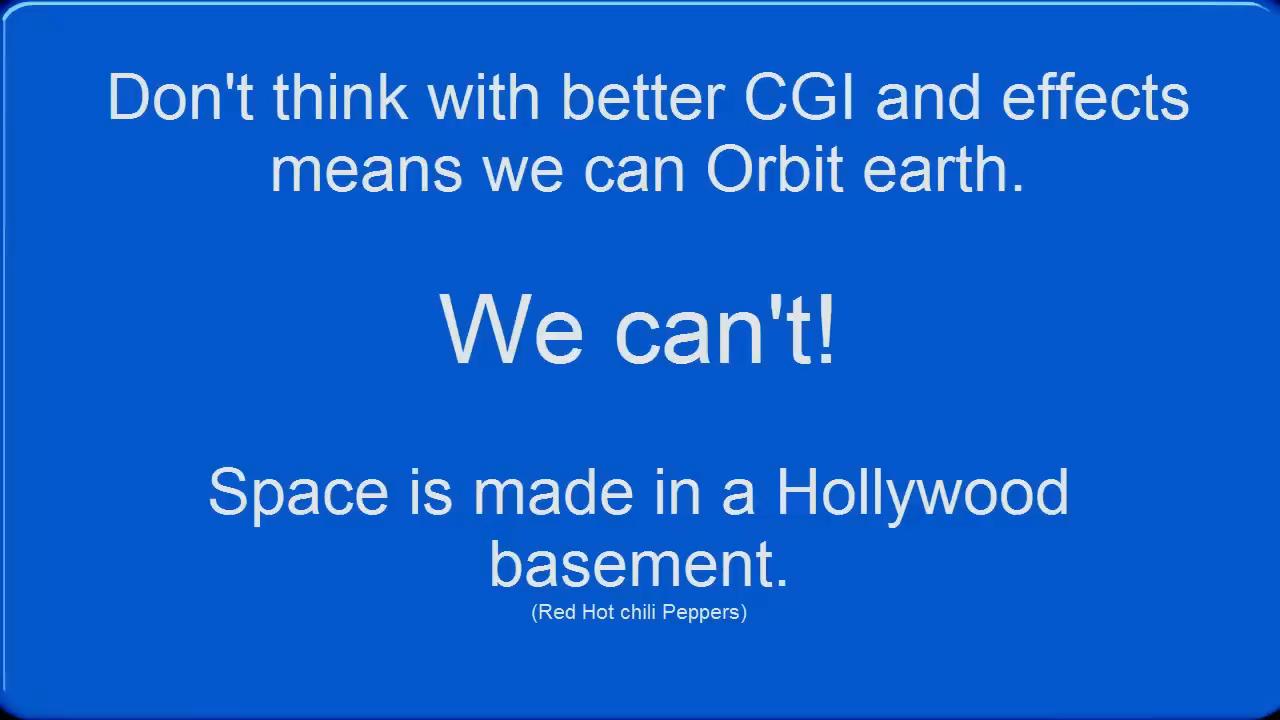 Don't think with better CGI and effects
means we can Orbit earth.
We can't!
Space is made in a Hollywood
basement.
(Red Hot chili Peppers)